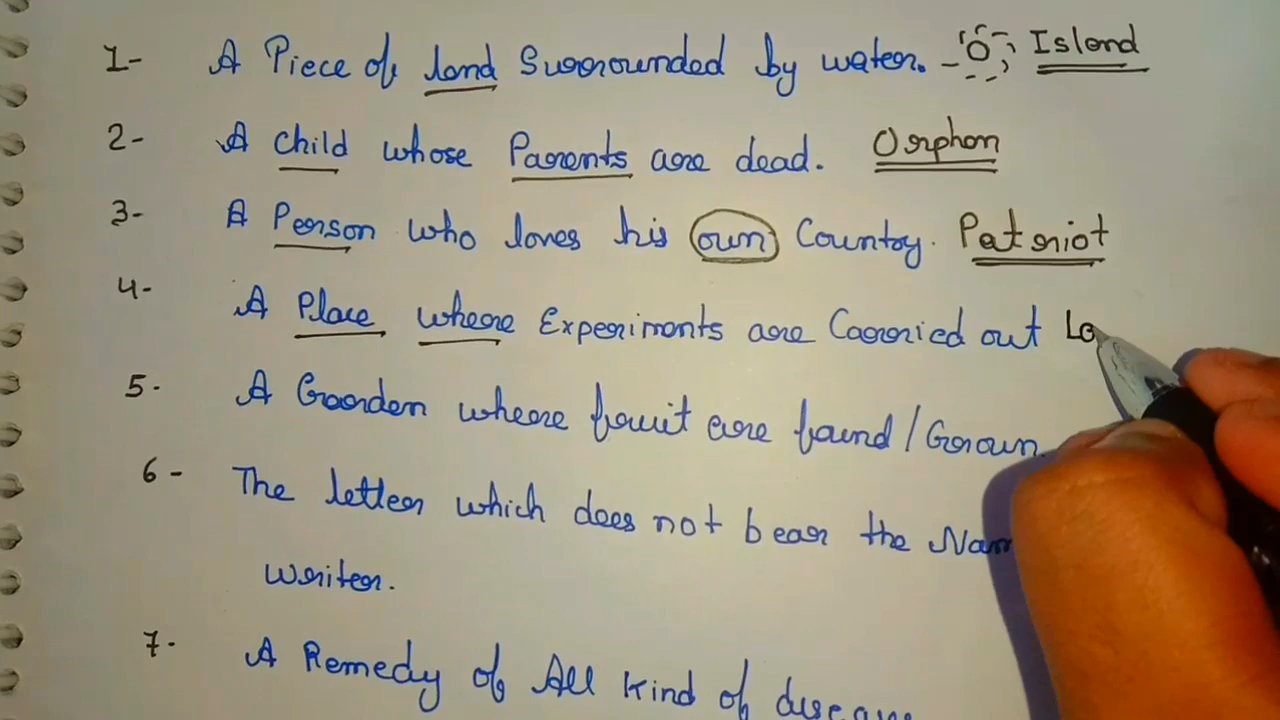 1- A Piece of land Surrounded by water. - Island
2- A child whose Parents are dead. Orphan
3- A Person who loves his own Country. Patriot
4- A Place where Experiments are Carried out La
5- A Garden where fruit are found/Grown.
6- The letter which does not bear the Nam
writer.
7- A Remedy of All kind of